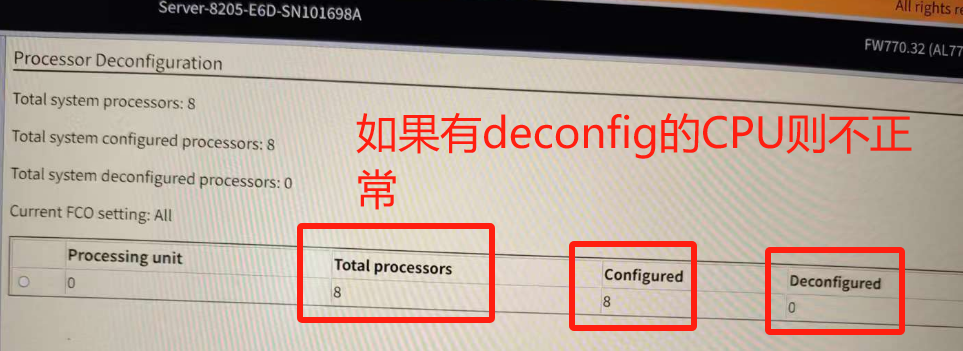 Server-8205-E6D-SN101698A
All rights re
FW770.32 (AL77
Processor Deconfiguration
Total system processors: 8
Total system configured processors: 8
Total system deconfigured processors: 0
Current FCO setting: All
如果有deconfig的CPU则不正
常
Processing unit Total processors Configured Deconfigured
0 8 8 0